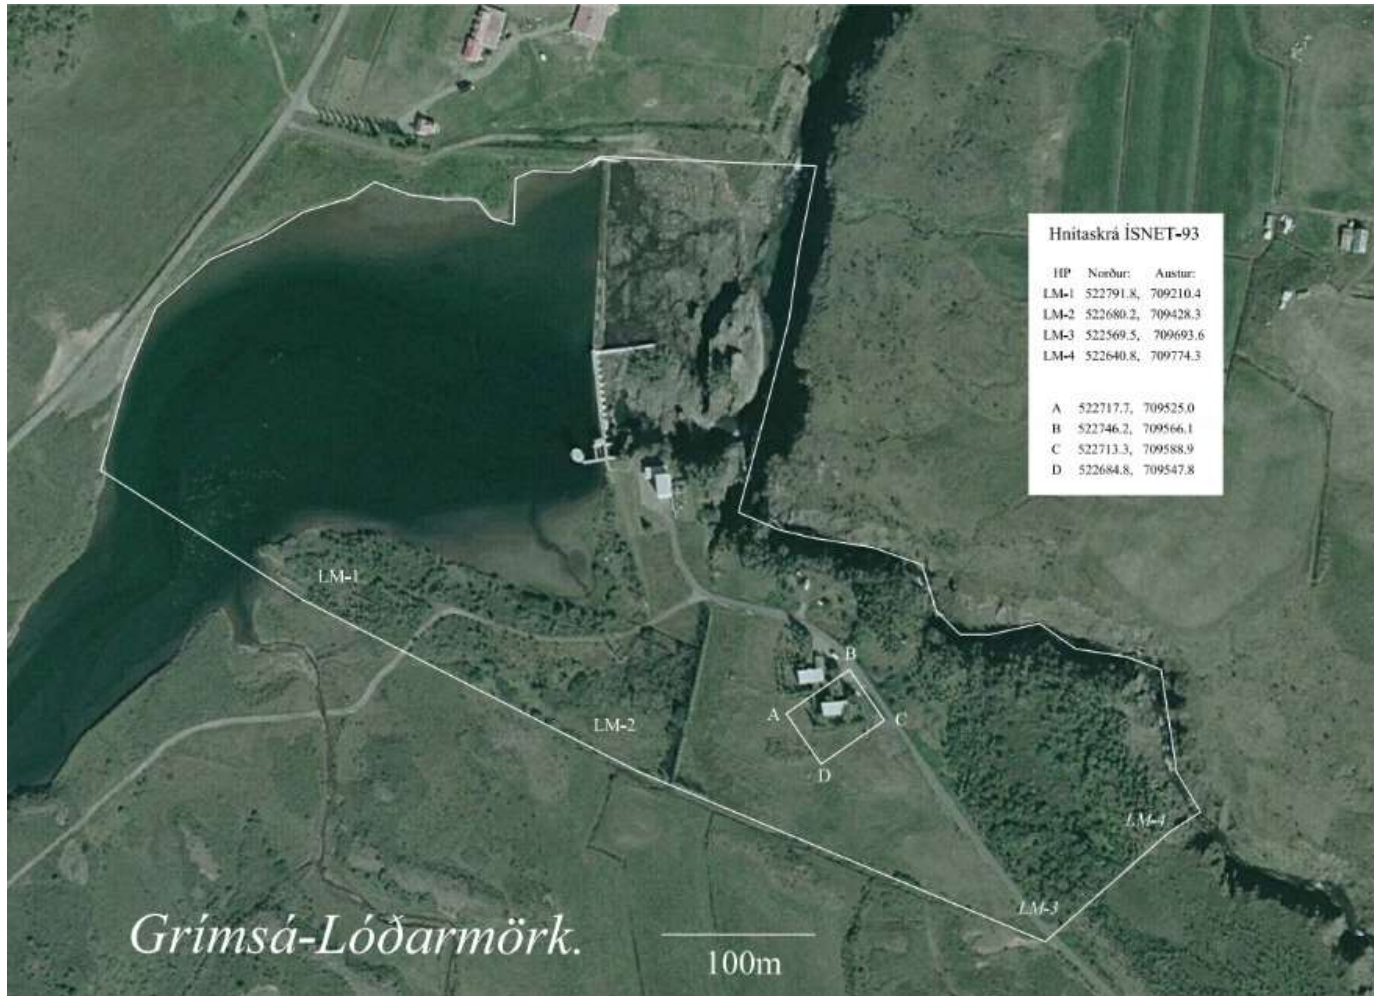 Hnitaskrá ÍSNET-93
HP Norður: Austur:
LM-1 522791.8, 709210.4
LM-2 522680.2, 709428.3
LM-3 522569.5, 709693.6
LM-4 522640.8, 709774.3
A 522717.7, 709525.0
B 522746.2, 709566.1
C 522713.3, 709588.9
D 522684.8, 709547.8
LM-1
B
A
C
LM-2
D
LM-4
LM-3
Grímsá-Lóðarmörk.
100m